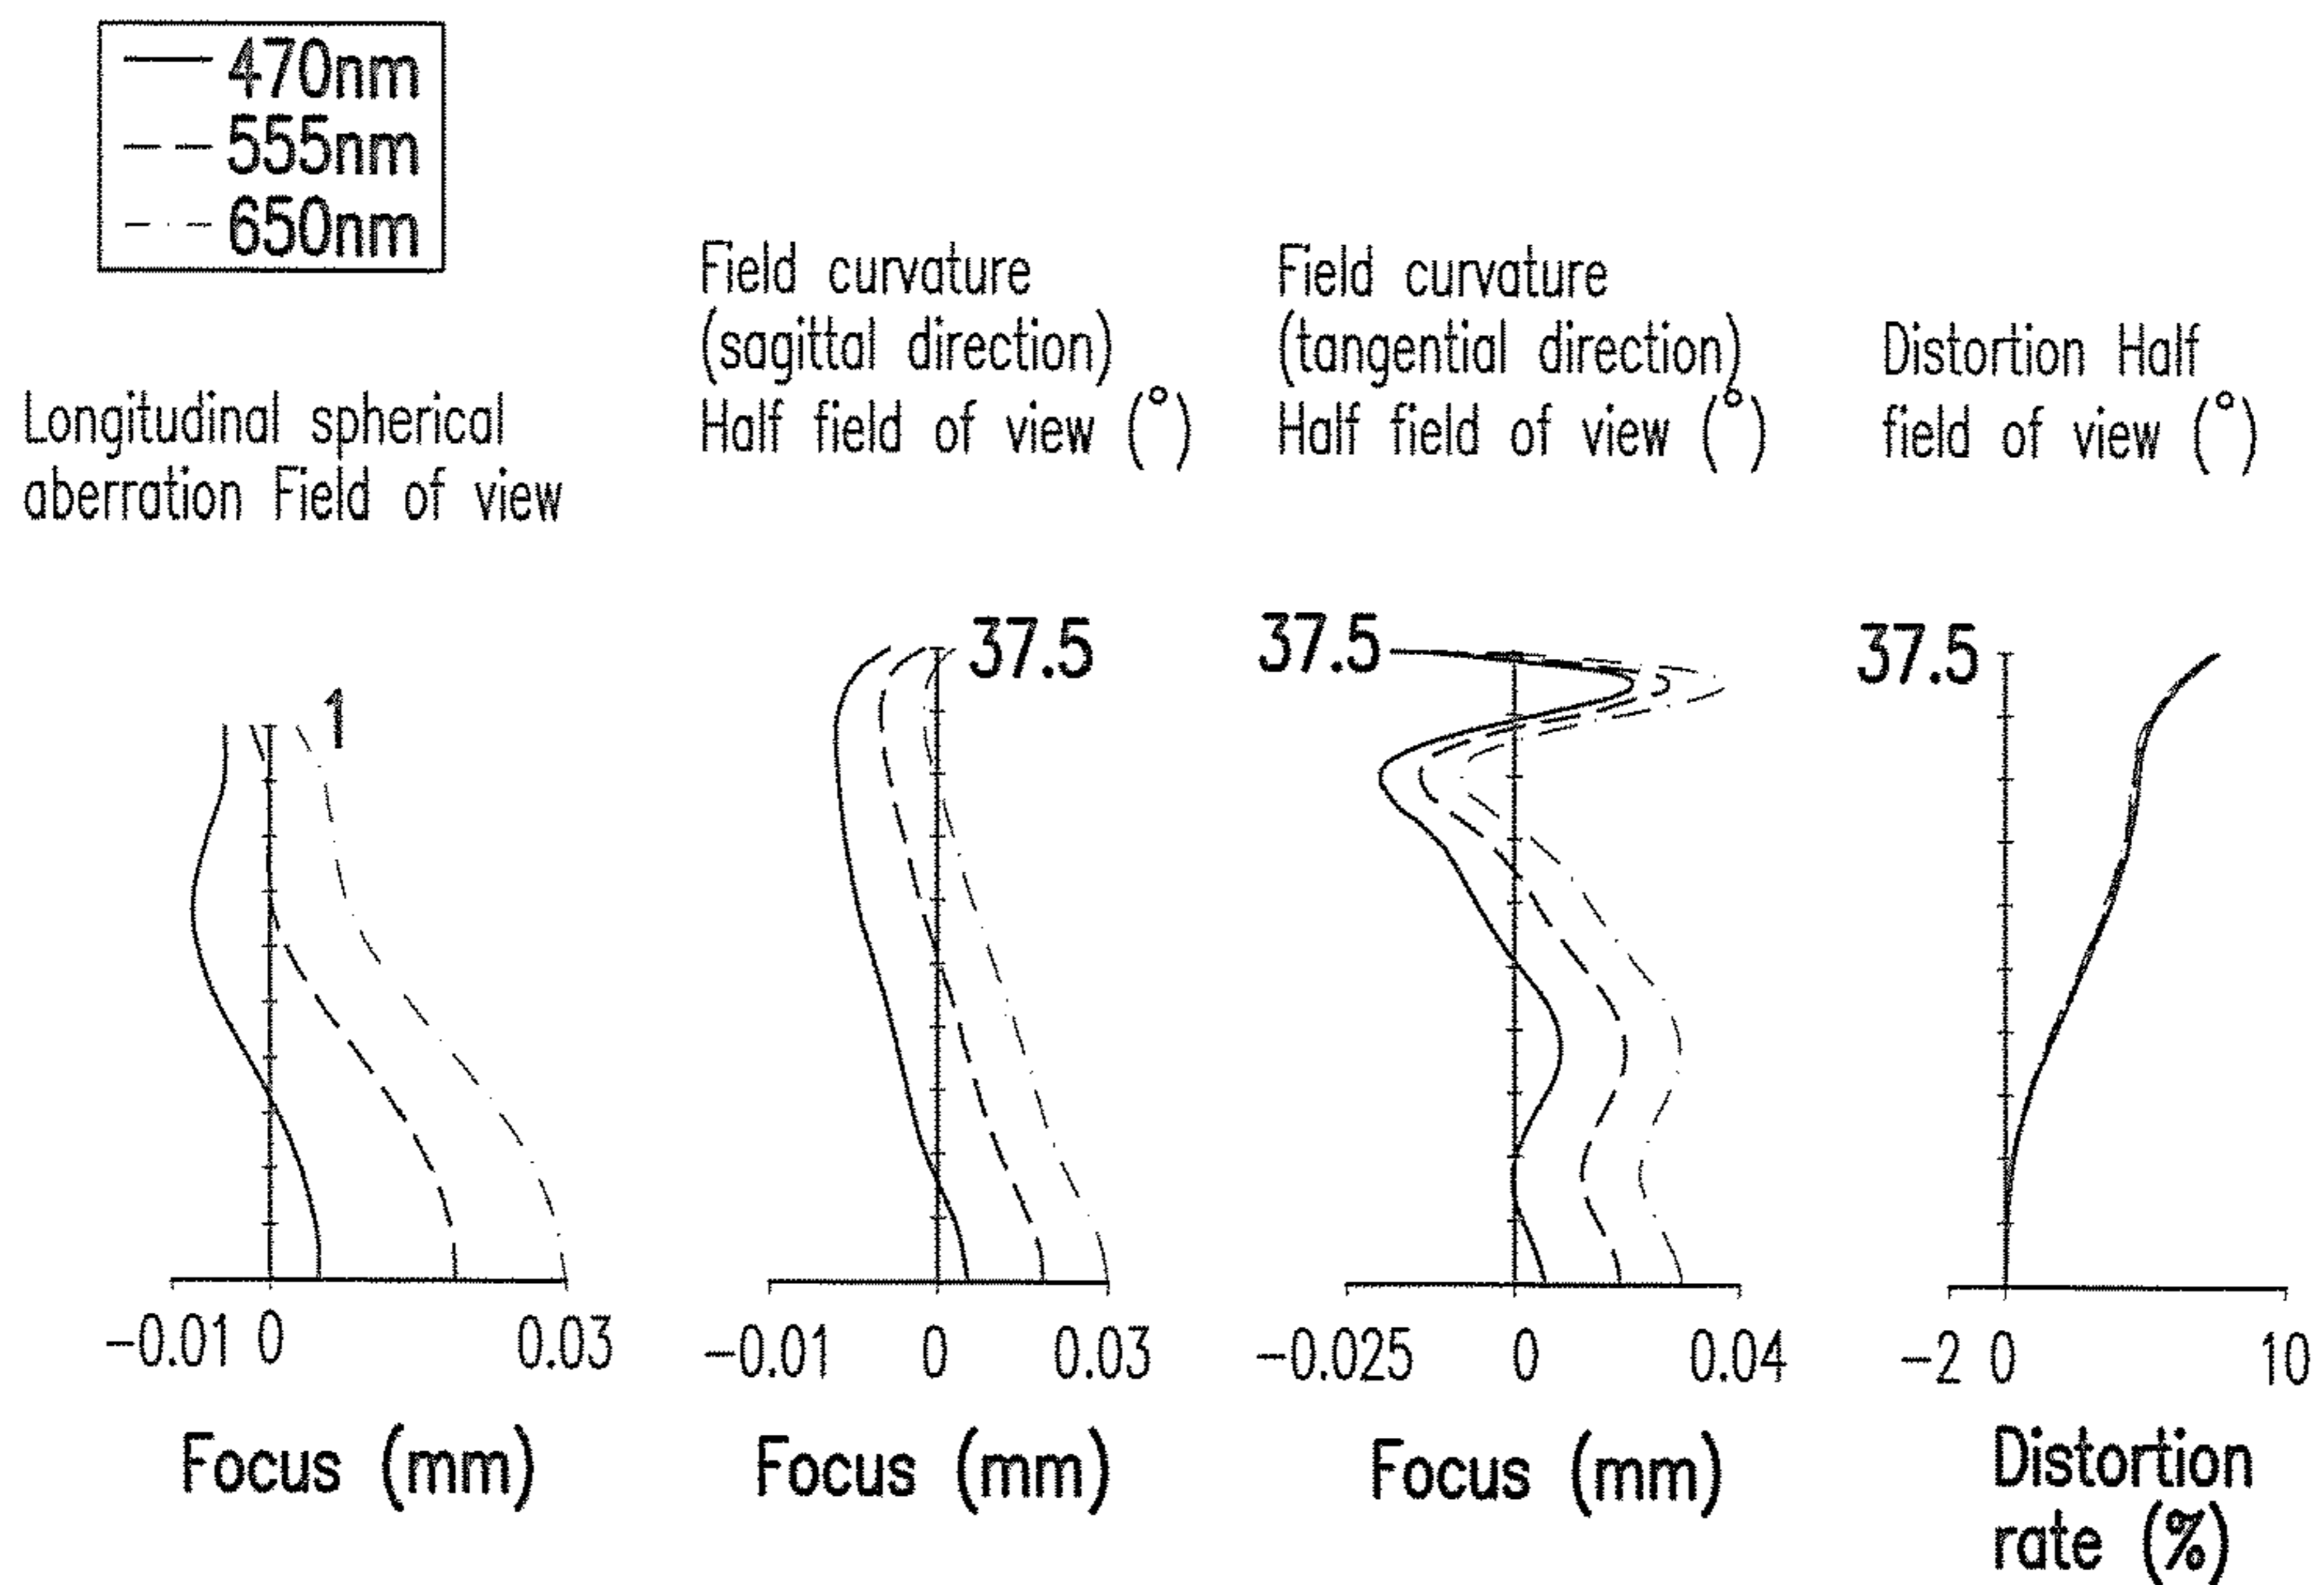 470nm
555nm
650nm
Longitudinal spherical
aberration Field of view
Field curvature
(sagittal direction)
Half field of view (°)
Field curvature
(tangential direction)
Half field of view (°)
Distortion Half
field of view (°)
1
37.5
37.5
37.5
-0.01 0 0.03
Focus (mm)
-0.01 0 0.03
Focus (mm)
-0.025 0 0.04
Focus (mm)
-2 0 10
Distortion
rate (%)